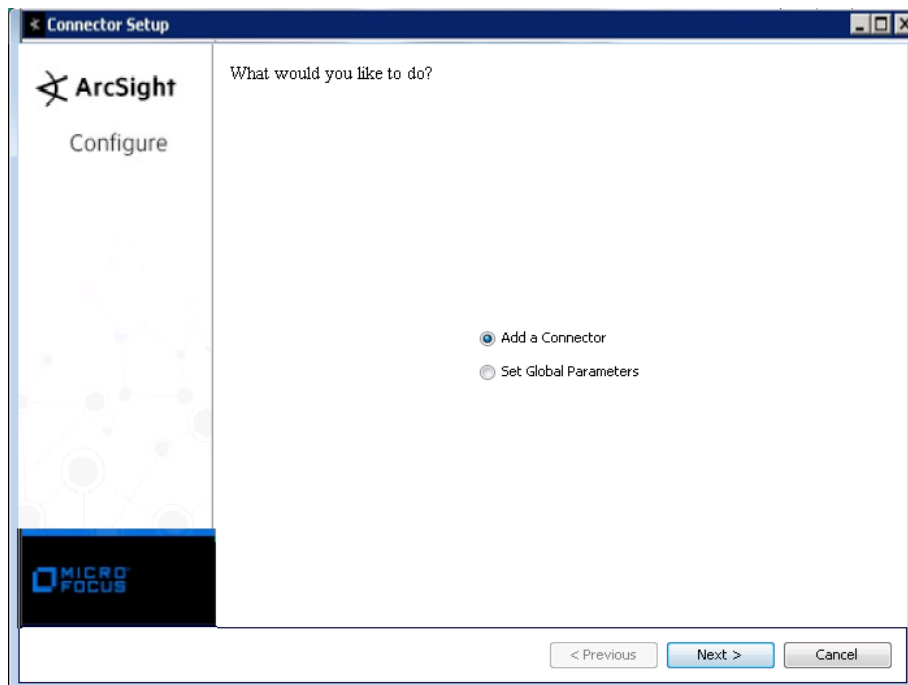 Connector Setup
ArcSight
Configure
What would you like to do?
Add a Connector
Set Global Parameters
MICRO
FOCUS
< Previous
Next >
Cancel